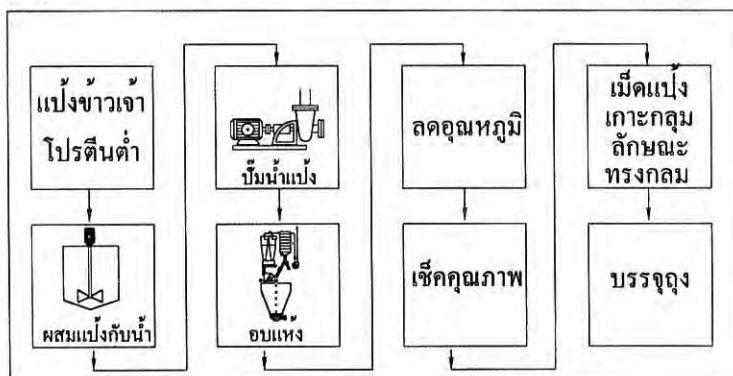 แป้งข้าวเจ้า
โปรตีนต่ำ
ผสมแป้งกับน้ำ
ปั๊มน้ำแป้ง
อบแห้ง
ลดอุณหภูมิ
เช็คคุณภาพ
เม็ดแป้ง
เกาะกลุ่ม
ลักษณะ
ทรงกลม
บรรจุถุง